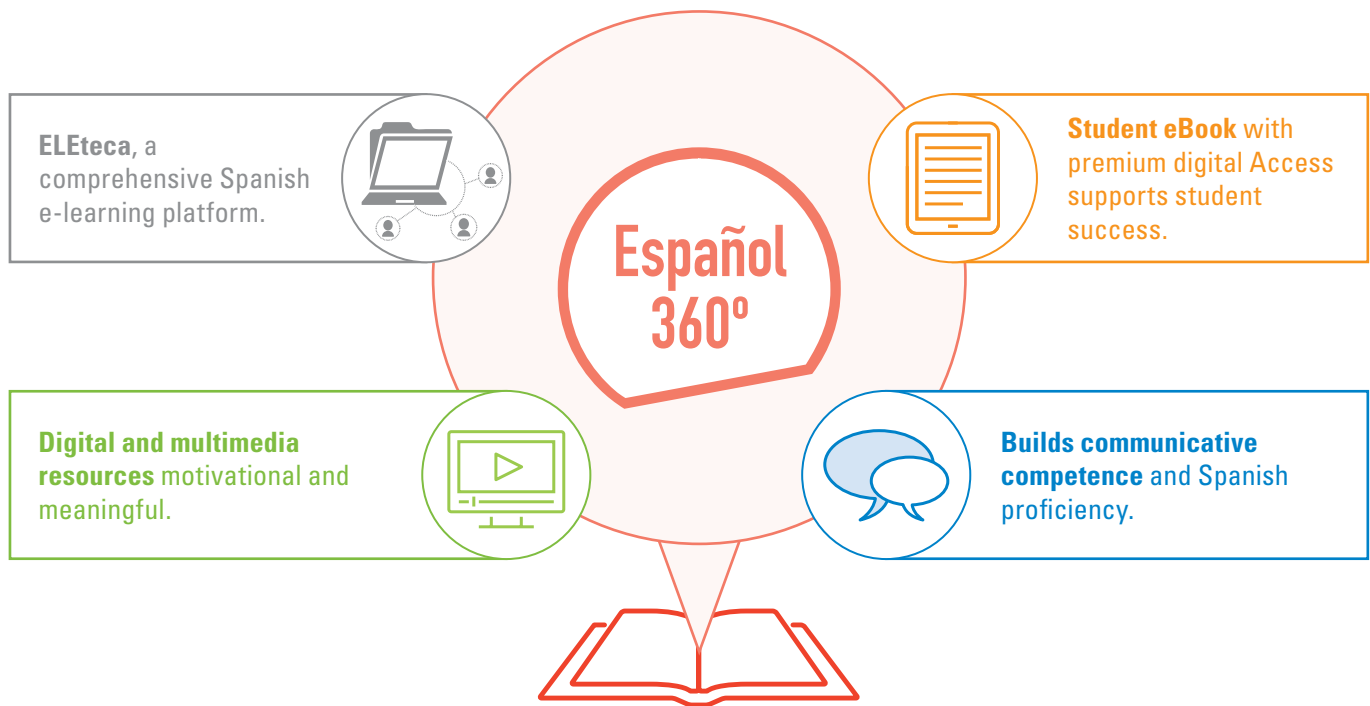 ELEteca, a
comprehensive Spanish
e-learning platform.
Student eBook with
premium digital Access
supports student
success.
Español
360º
Digital and multimedia
resources motivational and
meaningful.
Builds communicative
competence and Spanish
proficiency.